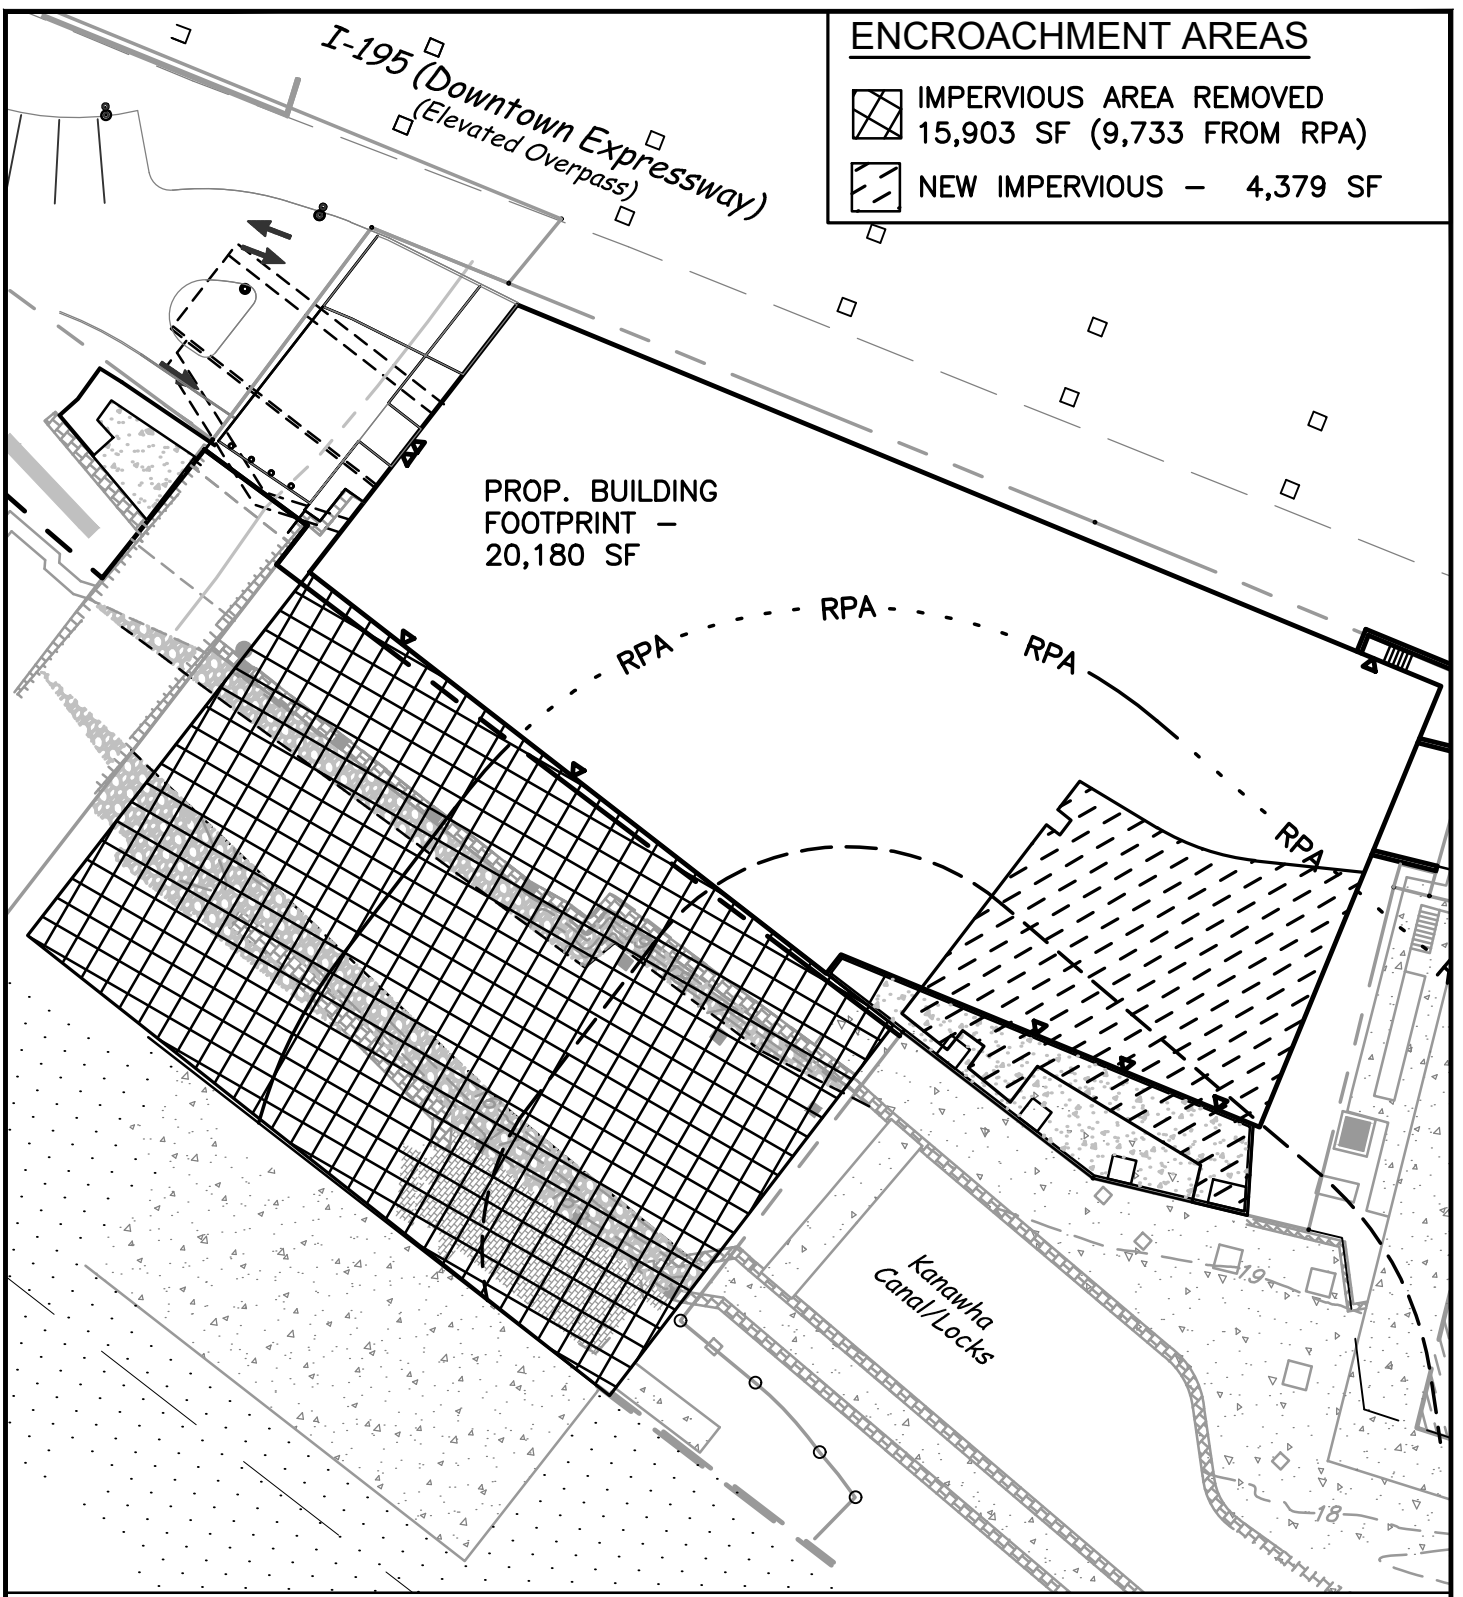 ENCROACHMENT AREAS
IMPERVIOUS AREA REMOVED
15,903 SF (9,733 FROM RPA)
NEW IMPERVIOUS - 4,379 SF
I-195 (Downtown Expressway)
(Elevated Overpass)
PROP. BUILDING
FOOTPRINT -
20,180 SF
RPA
RPA
RPA
RPA
Kanawha
Canal/Locks
19
18